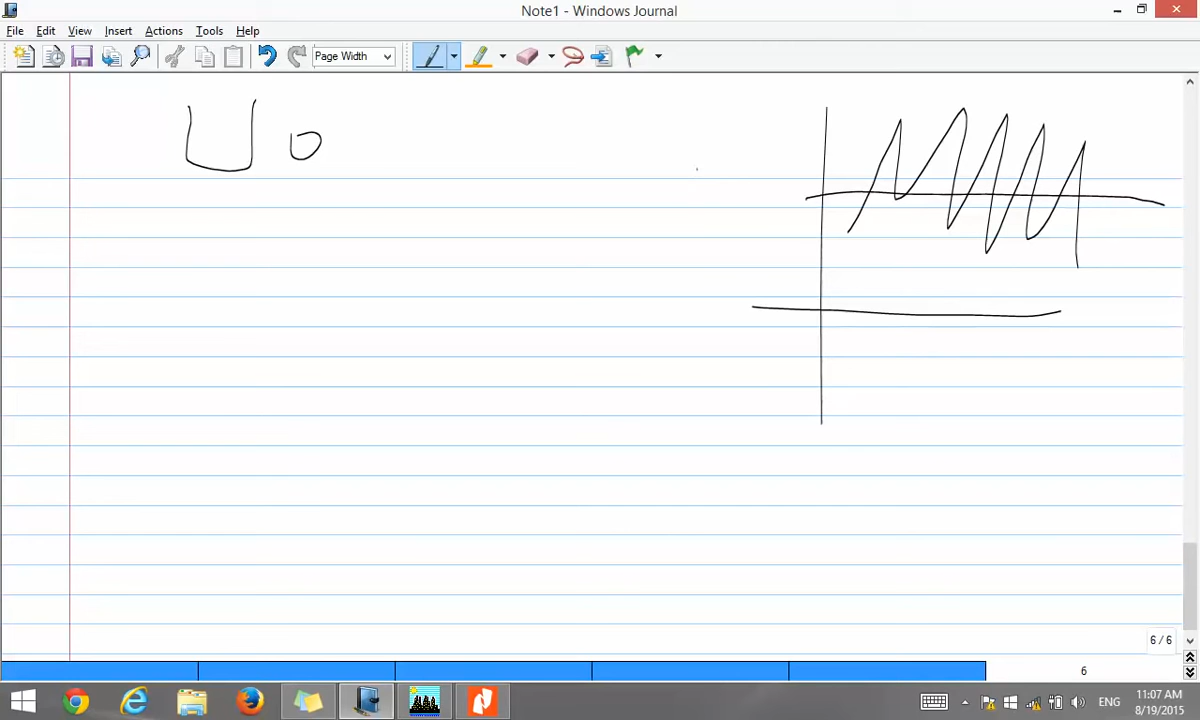 Note1 - Windows Journal
File Edit View Insert Actions Tools Help
Page Width
6 / 6
6
ENG
11:07 AM
8/19/2015